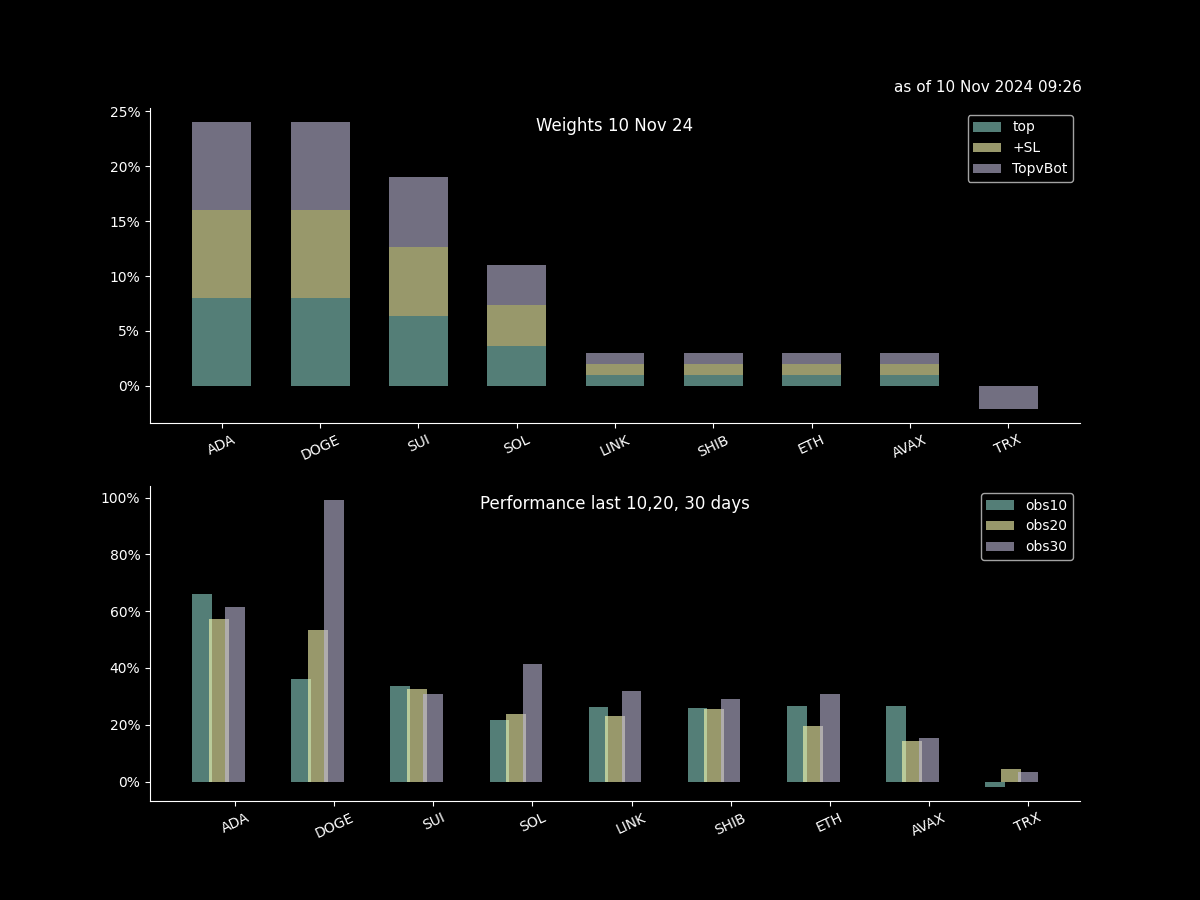 as of 10 Nov 2024 09:26
Weights 10 Nov 24
top
+SL
TopvBot
25%
20%
15%
10%
5%
0%
ADA DOGE SUI SOL LINK SHIB ETH AVAX TRX
Performance last 10,20, 30 days
obs10
obs20
obs30
100%
80%
60%
40%
20%
0%
ADA DOGE SUI SOL LINK SHIB ETH AVAX TRX